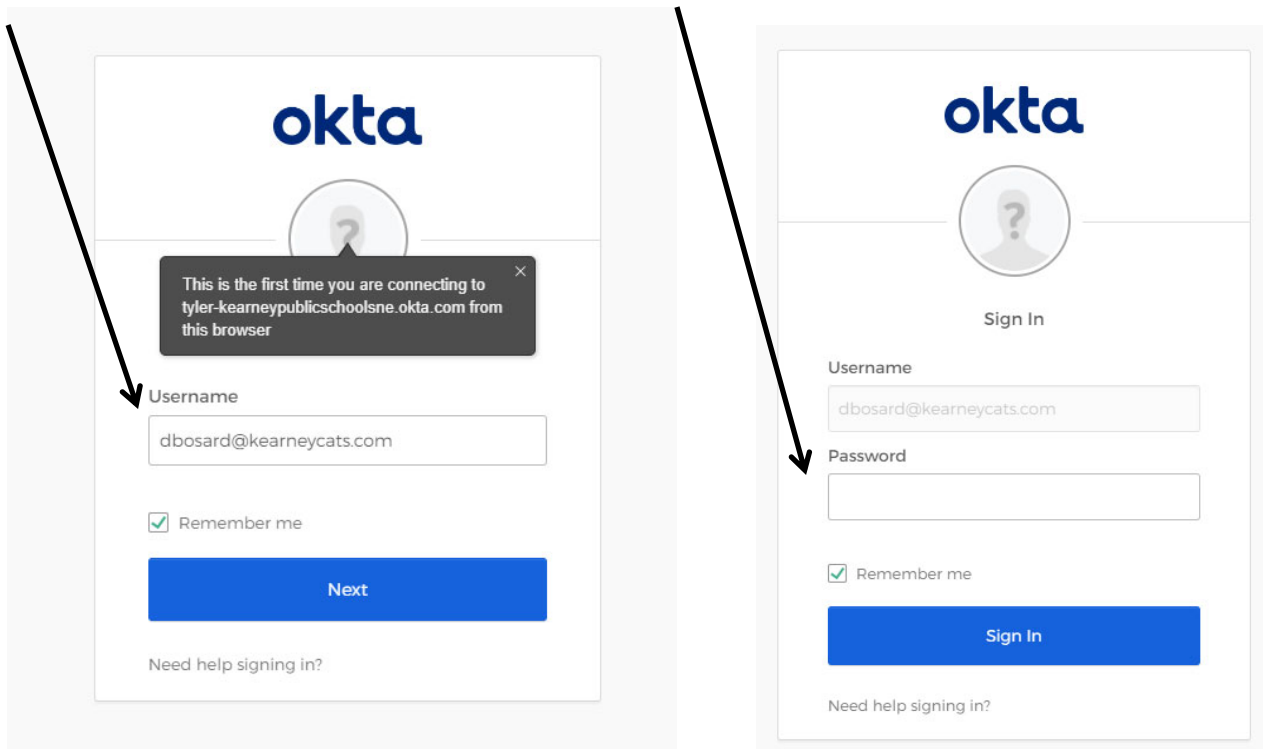 okta
?
This is the first time you are connecting to
tyler-kearneypublicschoolsne.okta.com from
this browser
Username
dbosard@kearneycats.com
Remember me
Next
Need help signing in?
okta
?
Sign In
Username
dbosard@kearneycats.com
Password
Remember me
Sign In
Need help signing in?